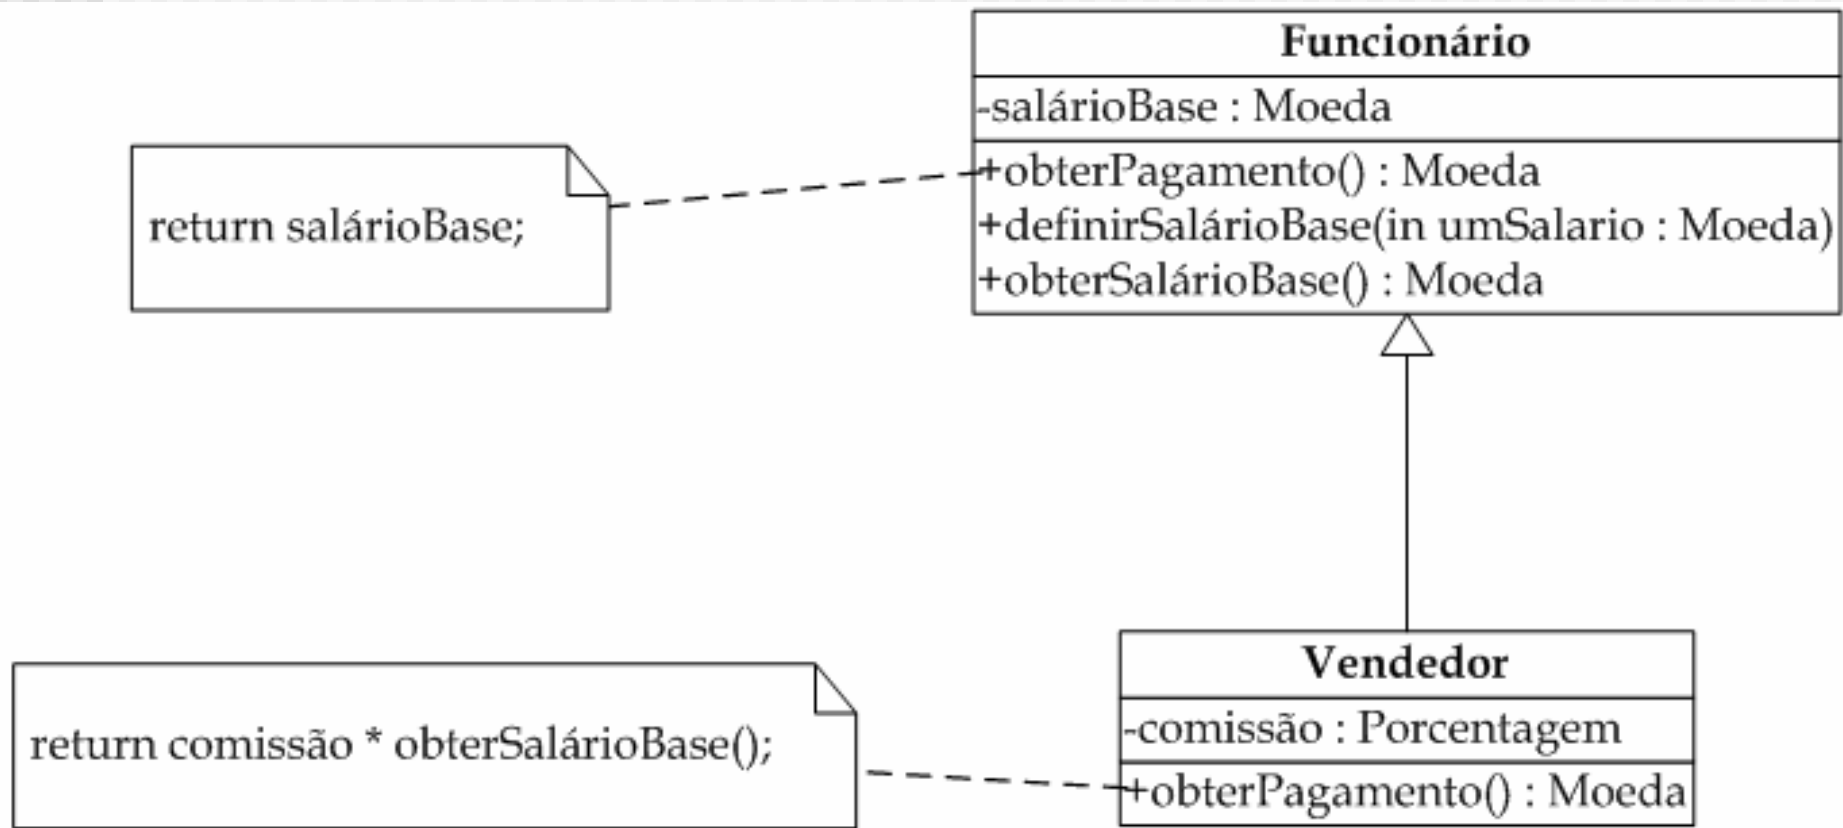 Funcionário
-salárioBase : Moeda
+obterPagamento() : Moeda
+definirSalárioBase(in umSalario : Moeda)
+obterSalárioBase() : Moeda
return salárioBase;
Vendedor
-comissão : Porcentagem
+obterPagamento() : Moeda
return comissão * obterSalárioBase();